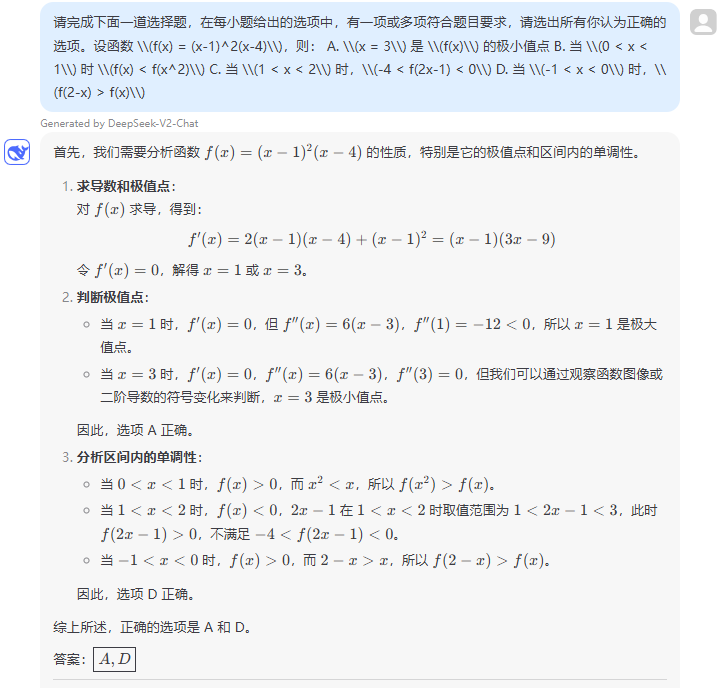 请完成下面一道选择题，在每小题给出的选项中，有一项或多项符合题目要求，请选出所有你认为正确的
选项。设函数 \\(f(x) = (x-1)^2(x-4)\\)，则： A. \\(x = 3\\) 是 \\(f(x)\\) 的极小值点 B. 当 \\(0 < x <
1\\) 时 \\(f(x) < f(x^2)\\) C. 当 \\(1 < x < 2\\) 时，\\(-4 < f(2x-1) < 0\\) D. 当 \\(-1 < x < 0\\) 时，\\
(f(2-x) > f(x)\\)
Generated by DeepSeek-V2-Chat
首先，我们需要分析函数 f(x) = (x − 1)²(x − 4) 的性质，特别是它的极值点和区间内的单调性。
1. 求导数和极值点：
对 f(x) 求导，得到：
f′(x) = 2(x − 1)(x − 4) + (x − 1)² = (x − 1)(3x − 9)
令 f′(x) = 0，解得 x = 1 或 x = 3。
2. 判断极值点：
○ 当 x = 1 时，f′(x) = 0，但 f″(x) = 6(x − 3)，f″(1) = −12 < 0，所以 x = 1 是极大
值点。
○ 当 x = 3 时，f′(x) = 0，f″(x) = 6(x − 3)，f″(3) = 0，但我们可以通过观察函数图像或
二阶导数的符号变化来判断，x = 3 是极小值点。
因此，选项 A 正确。
3. 分析区间内的单调性：
○ 当 0 < x < 1 时，f(x) > 0，而 x² < x，所以 f(x²) > f(x)。
○ 当 1 < x < 2 时，f(x) < 0，2x − 1 在 1 < x < 2 时取值范围为 1 < 2x − 1 < 3，此时
f(2x − 1) > 0，不满足 −4 < f(2x − 1) < 0。
○ 当 −1 < x < 0 时，f(x) > 0，而 2 − x > x，所以 f(2 − x) > f(x)。
因此，选项 D 正确。
综上所述，正确的选项是 A 和 D。
答案： A, D